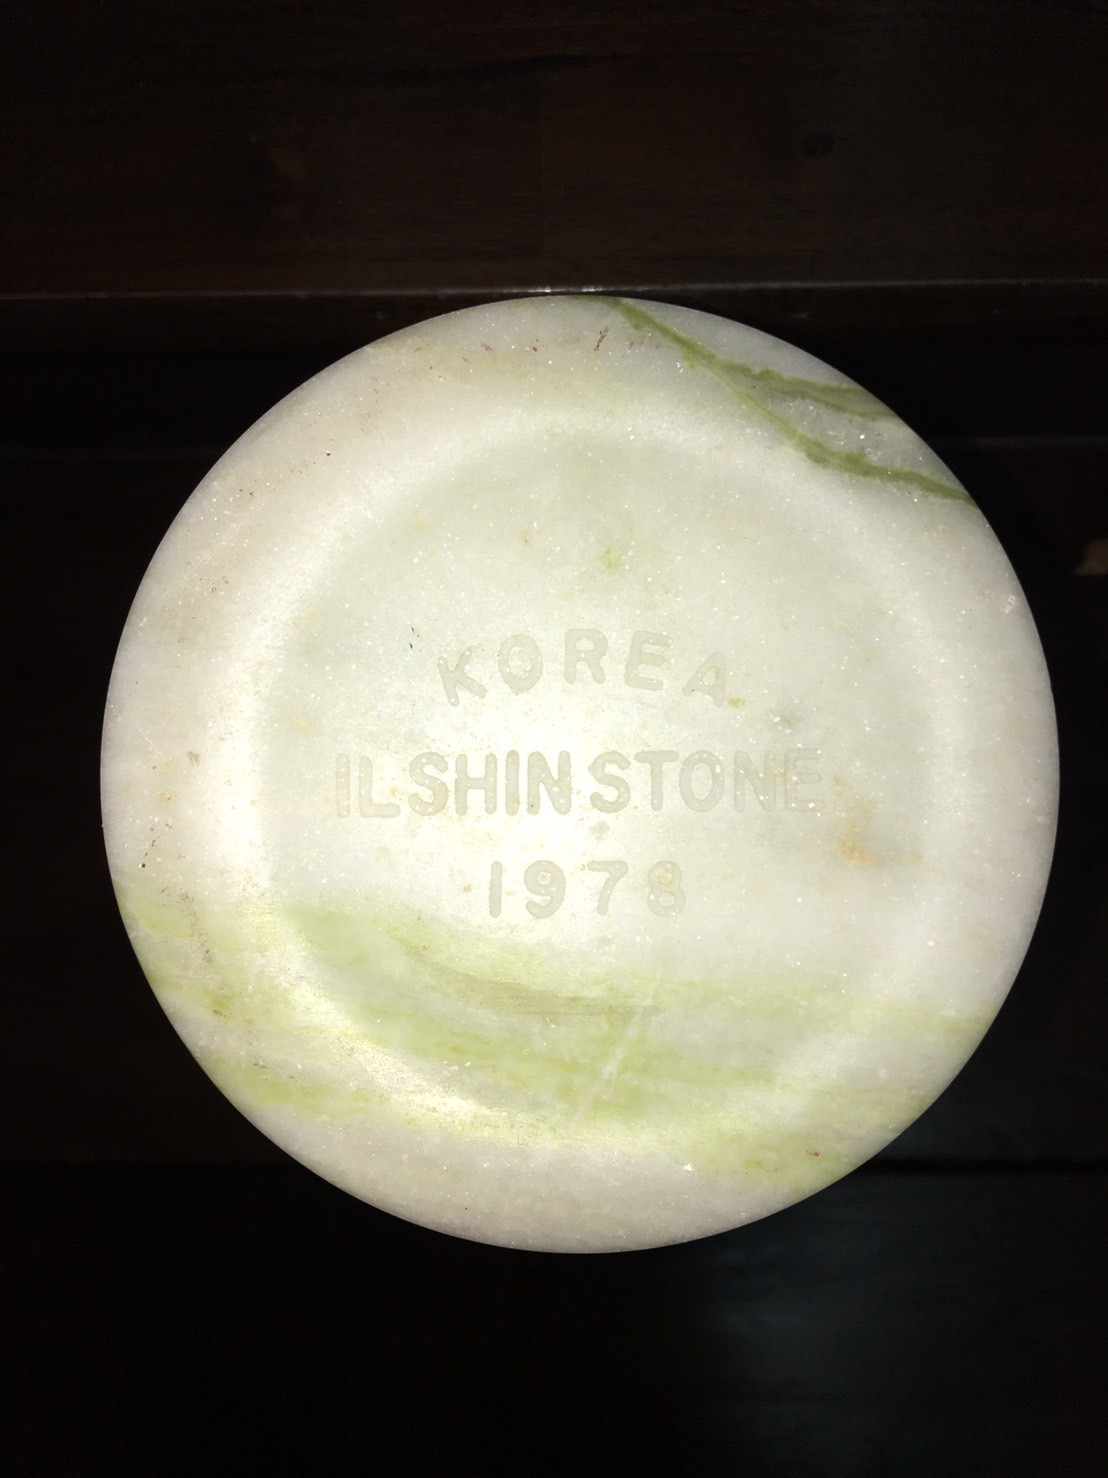 KOREA
ILSHIN STONE
1978